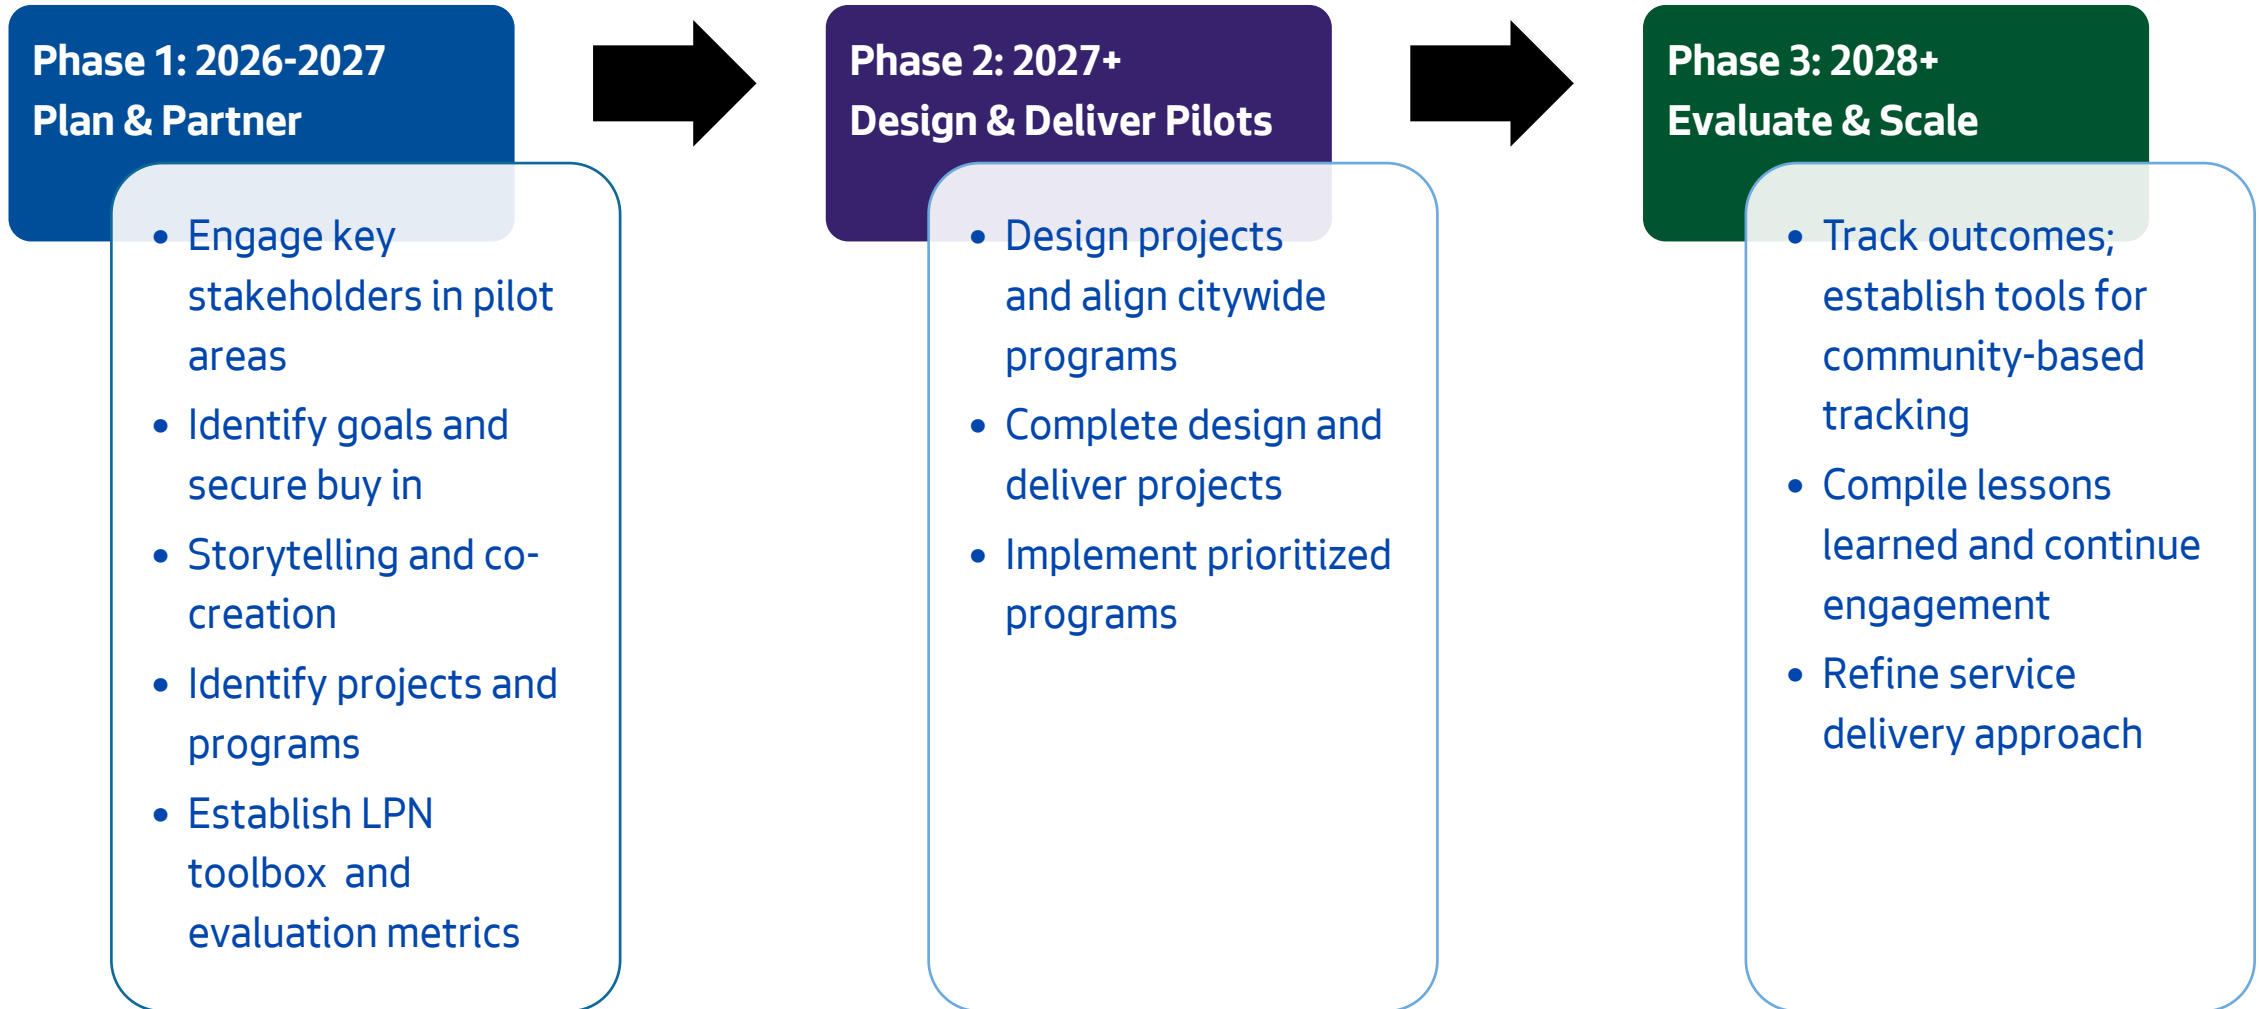 Phase 1: 2026-2027
Plan & Partner
• Engage key
stakeholders in pilot
areas
• Identify goals and
secure buy in
• Storytelling and co-
creation
• Identify projects and
programs
• Establish LPN
toolbox  and
evaluation metrics
Phase 2: 2027+
Design & Deliver Pilots
• Design projects
and align citywide
programs
• Complete design and
deliver projects
• Implement prioritized
programs
Phase 3: 2028+
Evaluate & Scale
• Track outcomes;
establish tools for
community-based
tracking
• Compile lessons
learned and continue
engagement
• Refine service
delivery approach